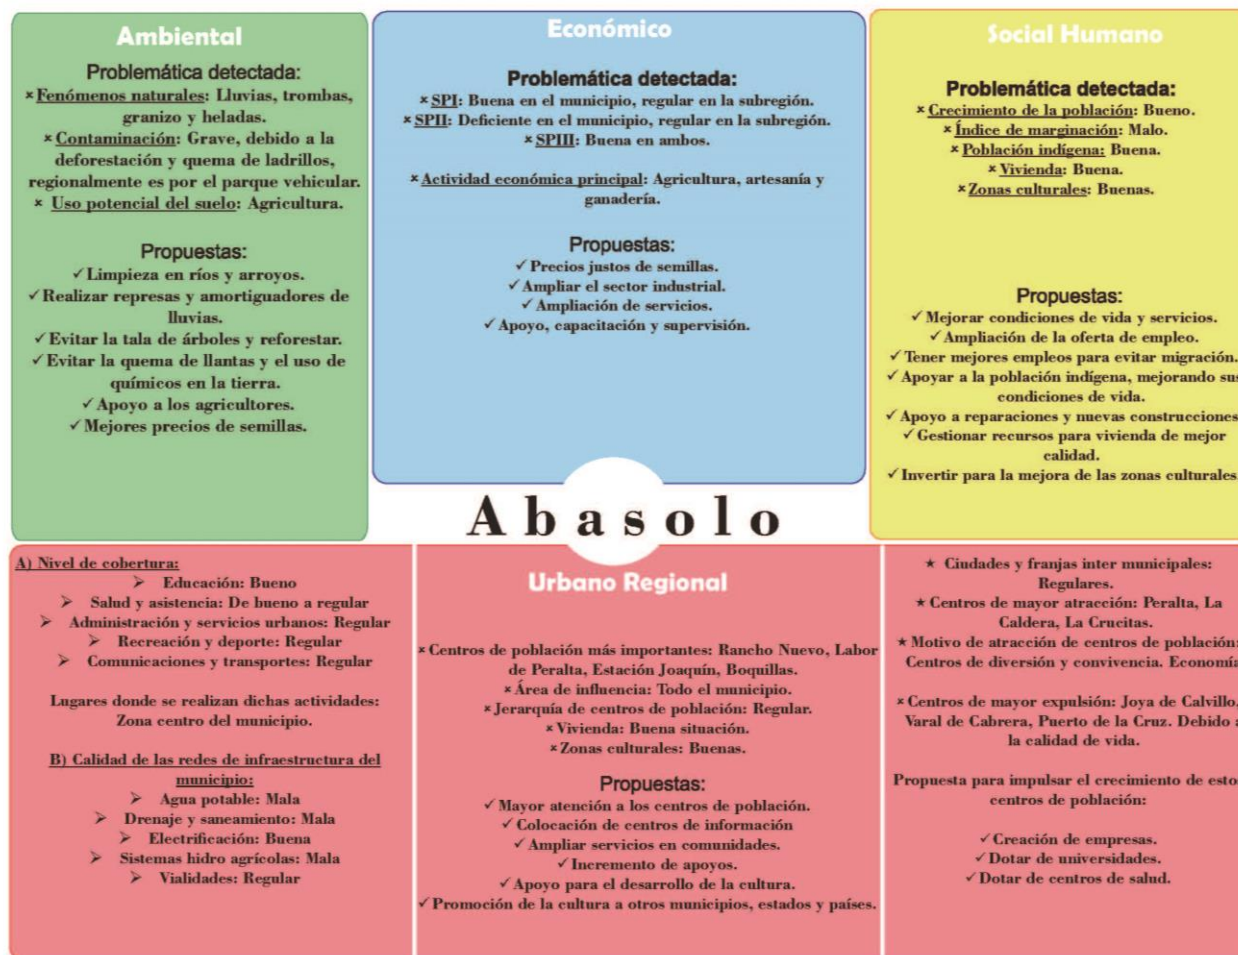 Ambiental
Problemática detectada:
× Fenómenos naturales: Lluvias, trombas,
granizo y heladas.
× Contaminación: Grave, debido a la
deforestación y quema de ladrillos,
regionalmente es por el parque vehicular.
× Uso potencial del suelo: Agricultura.
Propuestas:
✓ Limpieza en ríos y arroyos.
✓ Realizar represas y amortiguadores de
lluvias.
✓ Evitar la tala de árboles y reforestar.
✓ Evitar la quema de llantas y el uso de
químicos en la tierra.
✓ Apoyo a los agricultores.
✓ Mejores precios de semillas.
Económico
Problemática detectada:
× SPI: Buena en el municipio, regular en la subregión.
× SPII: Deficiente en el municipio, regular en la subregión.
× SPIII: Buena en ambos.
× Actividad económica principal: Agricultura, artesanía y
ganadería.
Propuestas:
✓ Precios justos de semillas.
✓ Ampliar el sector industrial.
✓ Ampliación de servicios.
✓ Apoyo, capacitación y supervisión.
Social Humano
Problemática detectada:
× Crecimiento de la población: Bueno.
× Índice de marginación: Malo.
× Población indígena: Buena.
× Vivienda: Buena.
× Zonas culturales: Buenas.
Propuestas:
✓ Mejorar condiciones de vida y servicios.
✓ Ampliación de la oferta de empleo.
✓ Tener mejores empleos para evitar migración.
✓ Apoyar a la población indígena, mejorando sus
condiciones de vida.
✓ Apoyo a reparaciones y nuevas construcciones
✓ Gestionar recursos para vivienda de mejor
calidad.
✓ Invertir para la mejora de las zonas culturales.
Abasolo
A) Nivel de cobertura:
➢ Educación: Bueno
➢ Salud y asistencia: De bueno a regular
➢ Administración y servicios urbanos: Regular
➢ Recreación y deporte: Regular
➢ Comunicaciones y transportes: Regular
Lugares donde se realizan dichas actividades:
Zona centro del municipio.
B) Calidad de las redes de infraestructura del
municipio:
➢ Agua potable: Mala
➢ Drenaje y saneamiento: Mala
➢ Electrificación: Buena
➢ Sistemas hidro agrícolas: Mala
➢ Vialidades: Regular
Urbano Regional
× Centros de población más importantes: Rancho Nuevo, Labor
de Peralta, Estación Joaquín, Boquillas.
× Área de influencia: Todo el municipio.
× Jerarquía de centros de población: Regular.
× Vivienda: Buena situación.
× Zonas culturales: Buenas.
Propuestas:
✓ Mayor atención a los centros de población.
✓ Colocación de centros de información
✓ Ampliar servicios en comunidades.
✓ Incremento de apoyos.
✓ Apoyo para el desarrollo de la cultura.
✓ Promoción de la cultura a otros municipios, estados y países.
★ Ciudades y franjas inter municipales:
Regulares.
★ Centros de mayor atracción: Peralta, La
Caldera, La Crucitas.
★ Motivo de atracción de centros de población:
Centros de diversión y convivencia. Economía
× Centros de mayor expulsión: Joya de Calvillo,
Varal de Cabrera, Puerto de la Cruz. Debido a
la calidad de vida.
Propuesta para impulsar el crecimiento de esto
centros de población:
✓ Creación de empresas.
✓ Dotar de universidades.
✓ Dotar de centros de salud.